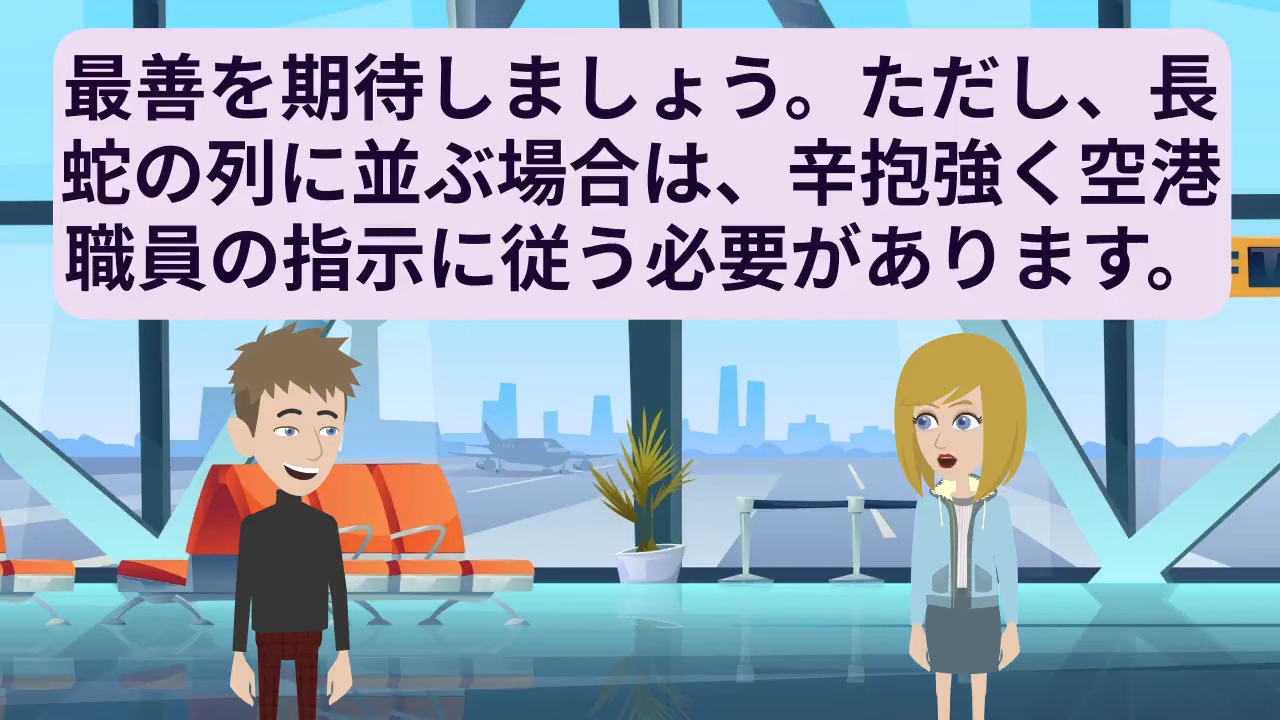 最善を期待しましょう。ただし、長
蛇の列に並ぶ場合は、辛抱強く空港
職員の指示に従う必要があります。